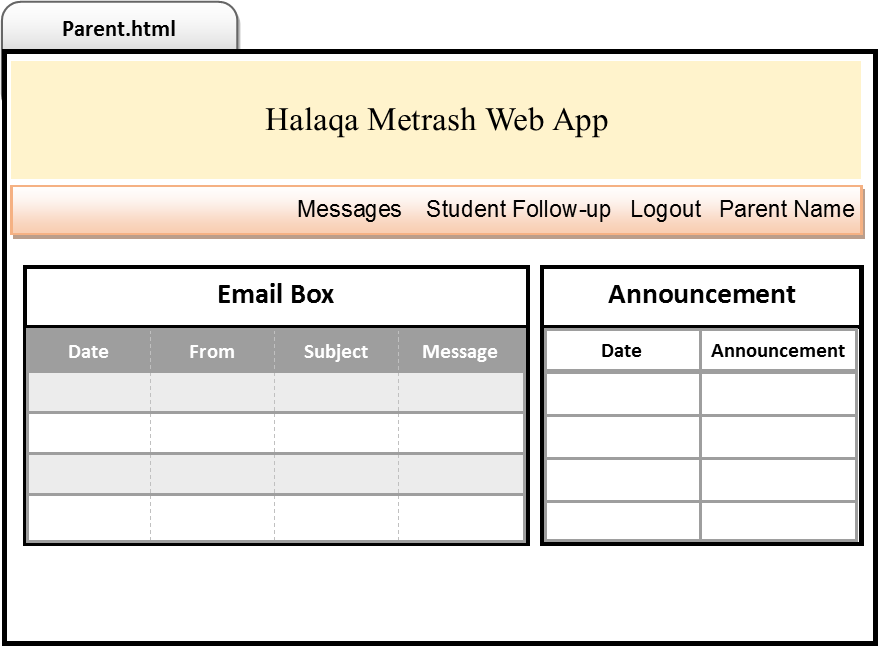 Parent.html
Halaqa Metrash Web App
Messages Student Follow-up Logout Parent Name
Email Box
Date From Subject Message
Announcement
Date Announcement